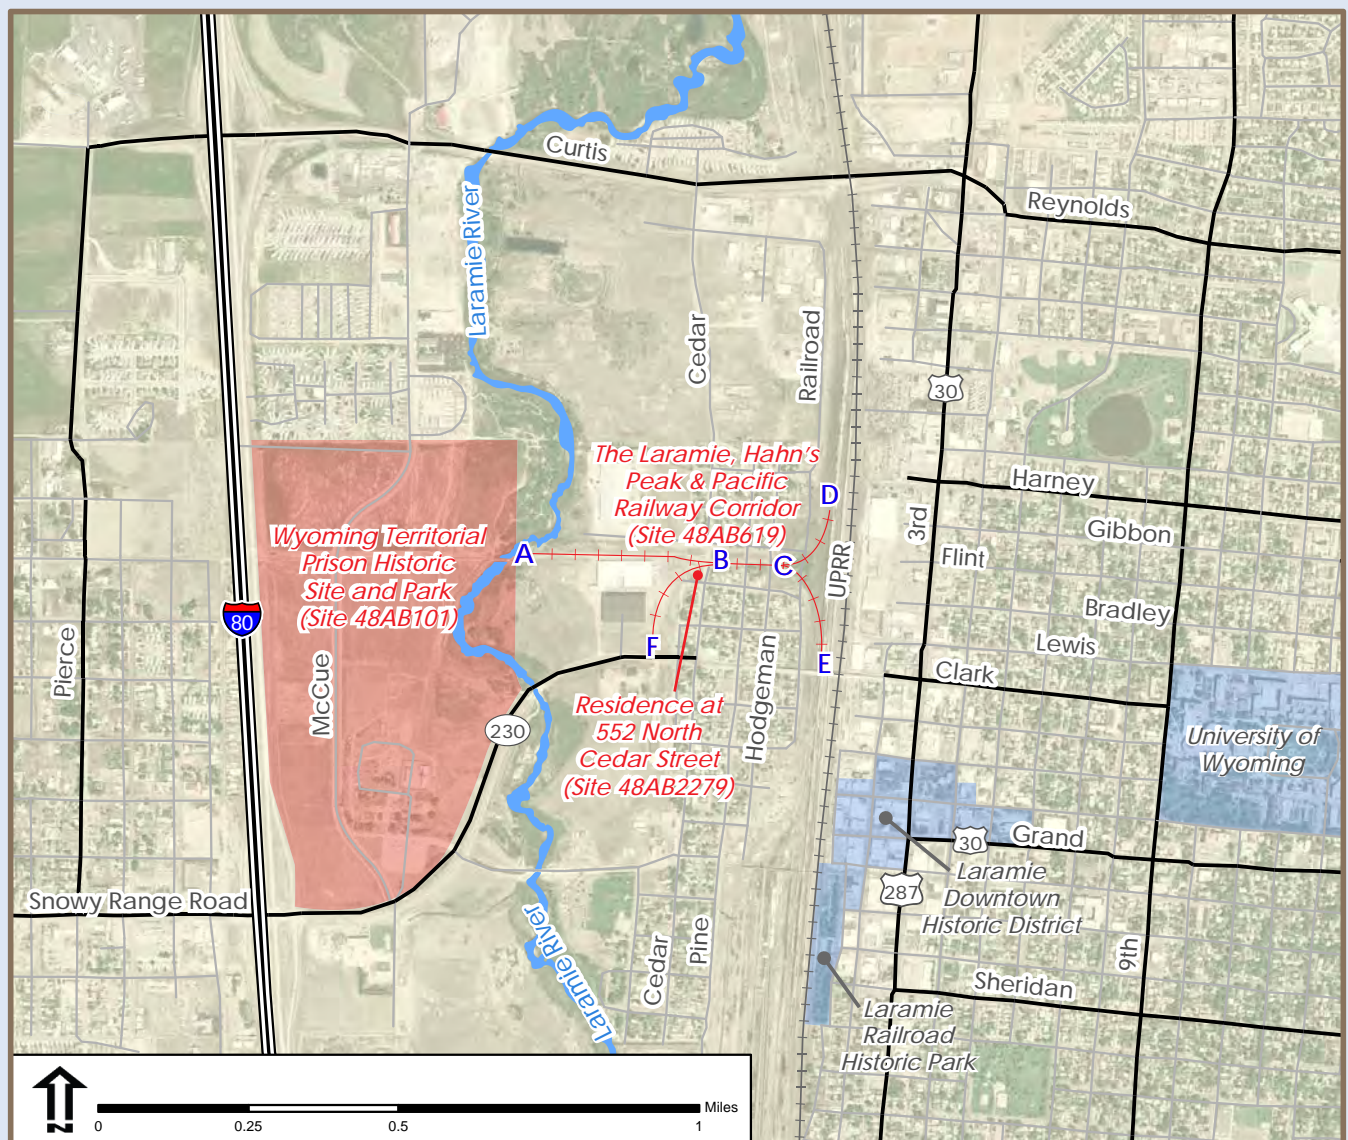 Curtis
Reynolds
Laramie River
Cedar
Railroad
30
The Laramie, Hahn's
Peak & Pacific
Railway Corridor
(Site 48AB619)
D
Harney
3rd
Gibbon
Flint
Wyoming Territorial
Prison Historic
Site and Park
(Site 48AB101)
A
B
C
UPRR
80
Bradley
Lewis
Pierce
McCue
F
E
Clark
Hodgeman
Residence at
552 North
Cedar Street
(Site 48AB2279)
230
University of
Wyoming
30
Grand
Laramie
Downtown
Historic District
287
Snowy Range Road
Laramie River
Cedar
Pine
9th
Sheridan
Laramie
Railroad
Historic Park
N
Miles
0
0.25
0.5
1